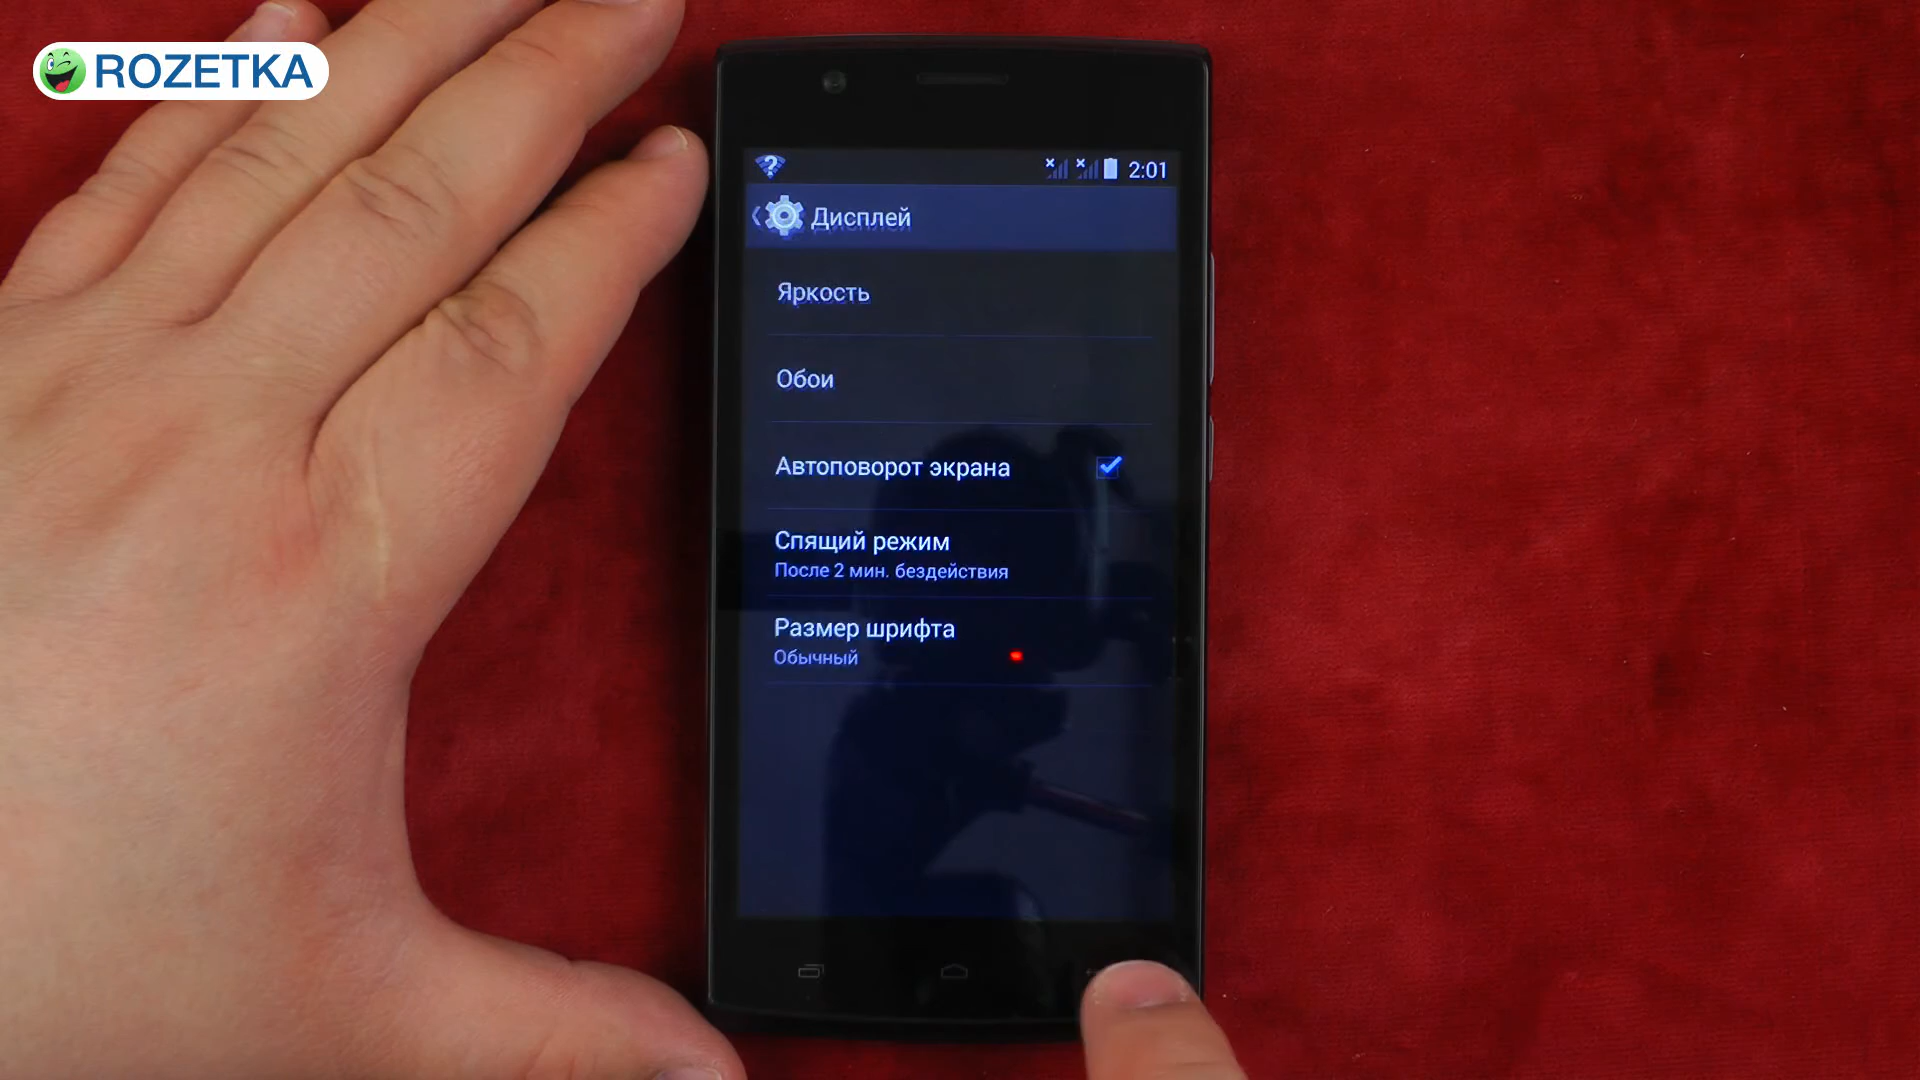 ROZETKA
2:01
Дисплей
Яркость
Обои
Автоповорот экрана
Спящий режим
После 2 мин. бездействия
Размер шрифта
Обычный